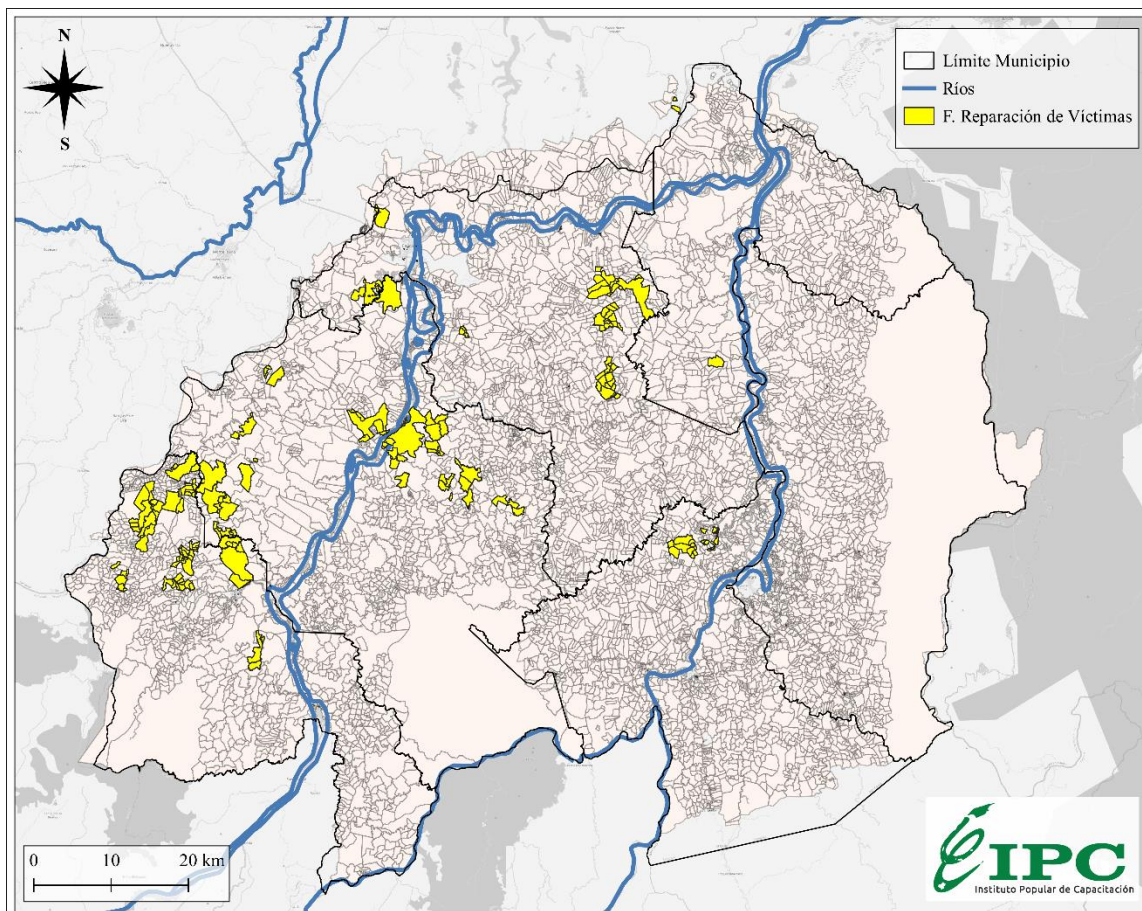 N
S
Límite Municipio
Ríos
F. Reparación de Víctimas
0 10 20 km
IPC
Instituto Popular de Capacitación